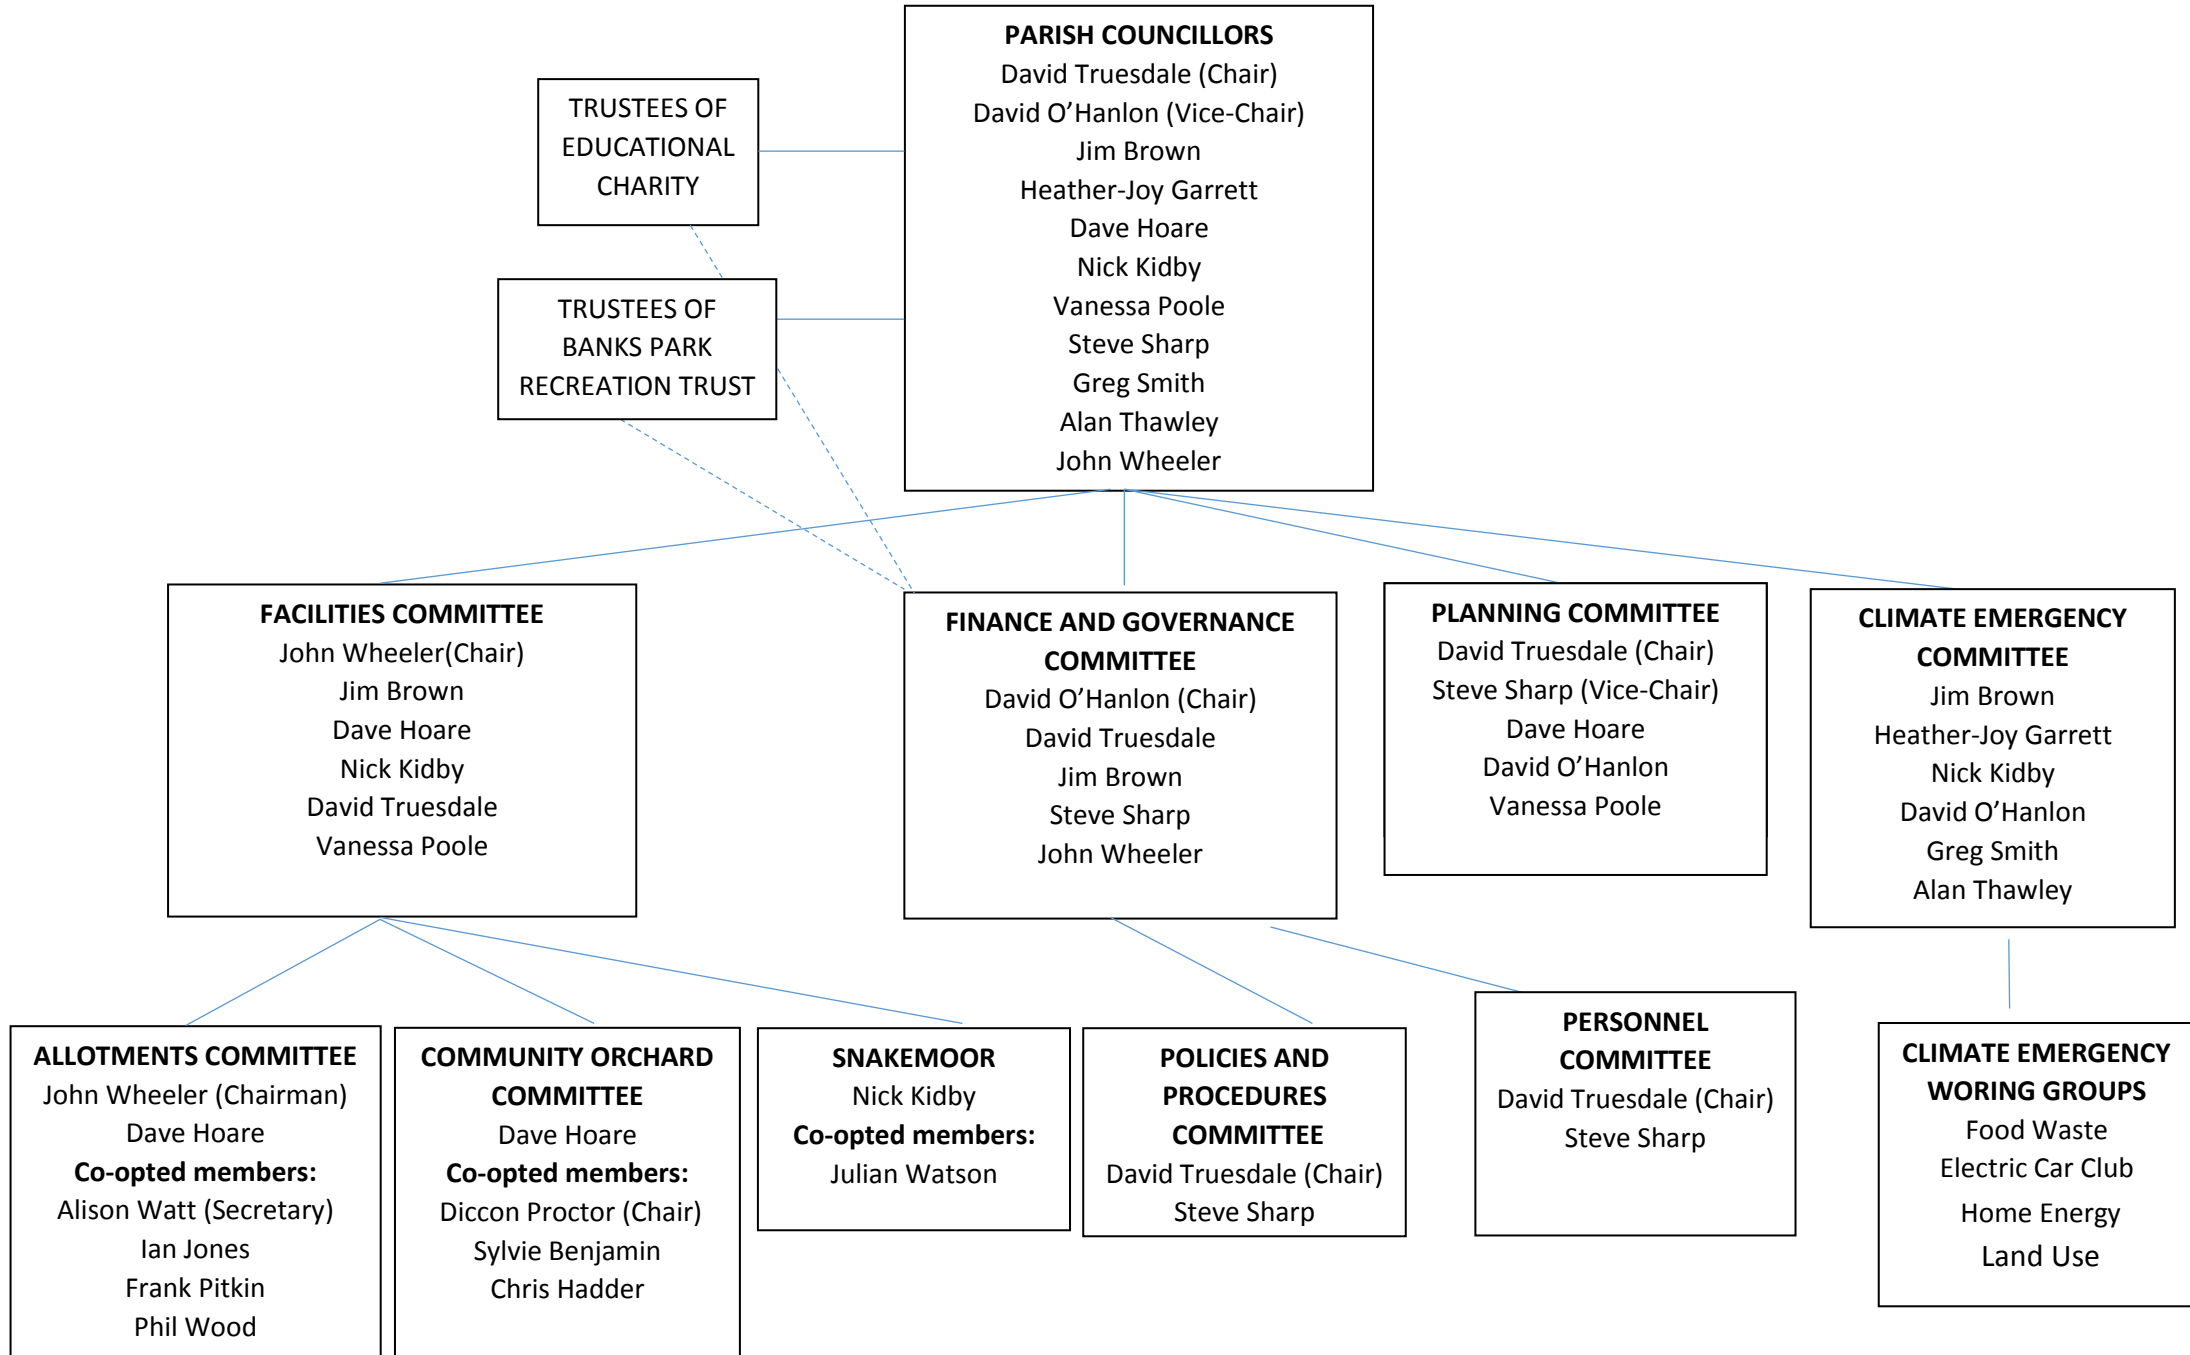 PARISH COUNCILLORS
David Truesdale (Chair)
David O’Hanlon (Vice-Chair)
Jim Brown
Heather-Joy Garrett
Dave Hoare
Nick Kidby
Vanessa Poole
Steve Sharp
Greg Smith
Alan Thawley
John Wheeler
TRUSTEES OF
EDUCATIONAL
CHARITY
TRUSTEES OF
BANKS PARK
RECREATION TRUST
FACILITIES COMMITTEE
John Wheeler(Chair)
Jim Brown
Dave Hoare
Nick Kidby
David Truesdale
Vanessa Poole
FINANCE AND GOVERNANCE
COMMITTEE
David O’Hanlon (Chair)
David Truesdale
Jim Brown
Steve Sharp
John Wheeler
PLANNING COMMITTEE
David Truesdale (Chair)
Steve Sharp (Vice-Chair)
Dave Hoare
David O’Hanlon
Vanessa Poole
CLIMATE EMERGENCY
COMMITTEE
Jim Brown
Heather-Joy Garrett
Nick Kidby
David O’Hanlon
Greg Smith
Alan Thawley
ALLOTMENTS COMMITTEE
John Wheeler (Chairman)
Dave Hoare
Co-opted members:
Alison Watt (Secretary)
Ian Jones
Frank Pitkin
Phil Wood
COMMUNITY ORCHARD
COMMITTEE
Dave Hoare
Co-opted members:
Diccon Proctor (Chair)
Sylvie Benjamin
Chris Hadder
SNAKEMOOR
Nick Kidby
Co-opted members:
Julian Watson
POLICIES AND
PROCEDURES
COMMITTEE
David Truesdale (Chair)
Steve Sharp
PERSONNEL
COMMITTEE
David Truesdale (Chair)
Steve Sharp
CLIMATE EMERGENCY
WORING GROUPS
Food Waste
Electric Car Club
Home Energy
Land Use